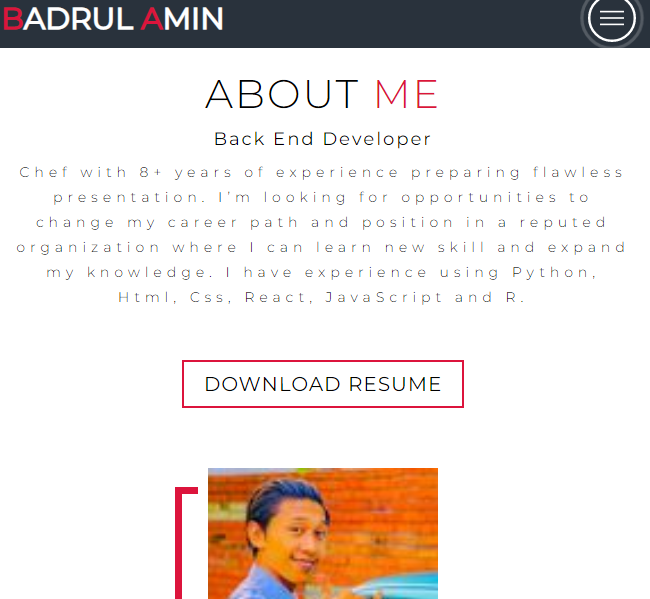 BADRUL AMIN
ABOUT ME
Back End Developer
Chef with 8+ years of experience preparing flawless
presentation. I'm looking for opportunities to
change my career path and position in a reputed
organization where I can learn new skill and expand
my knowledge. I have experience using Python,
Html, Css, React, JavaScript and R.
DOWNLOAD RESUME